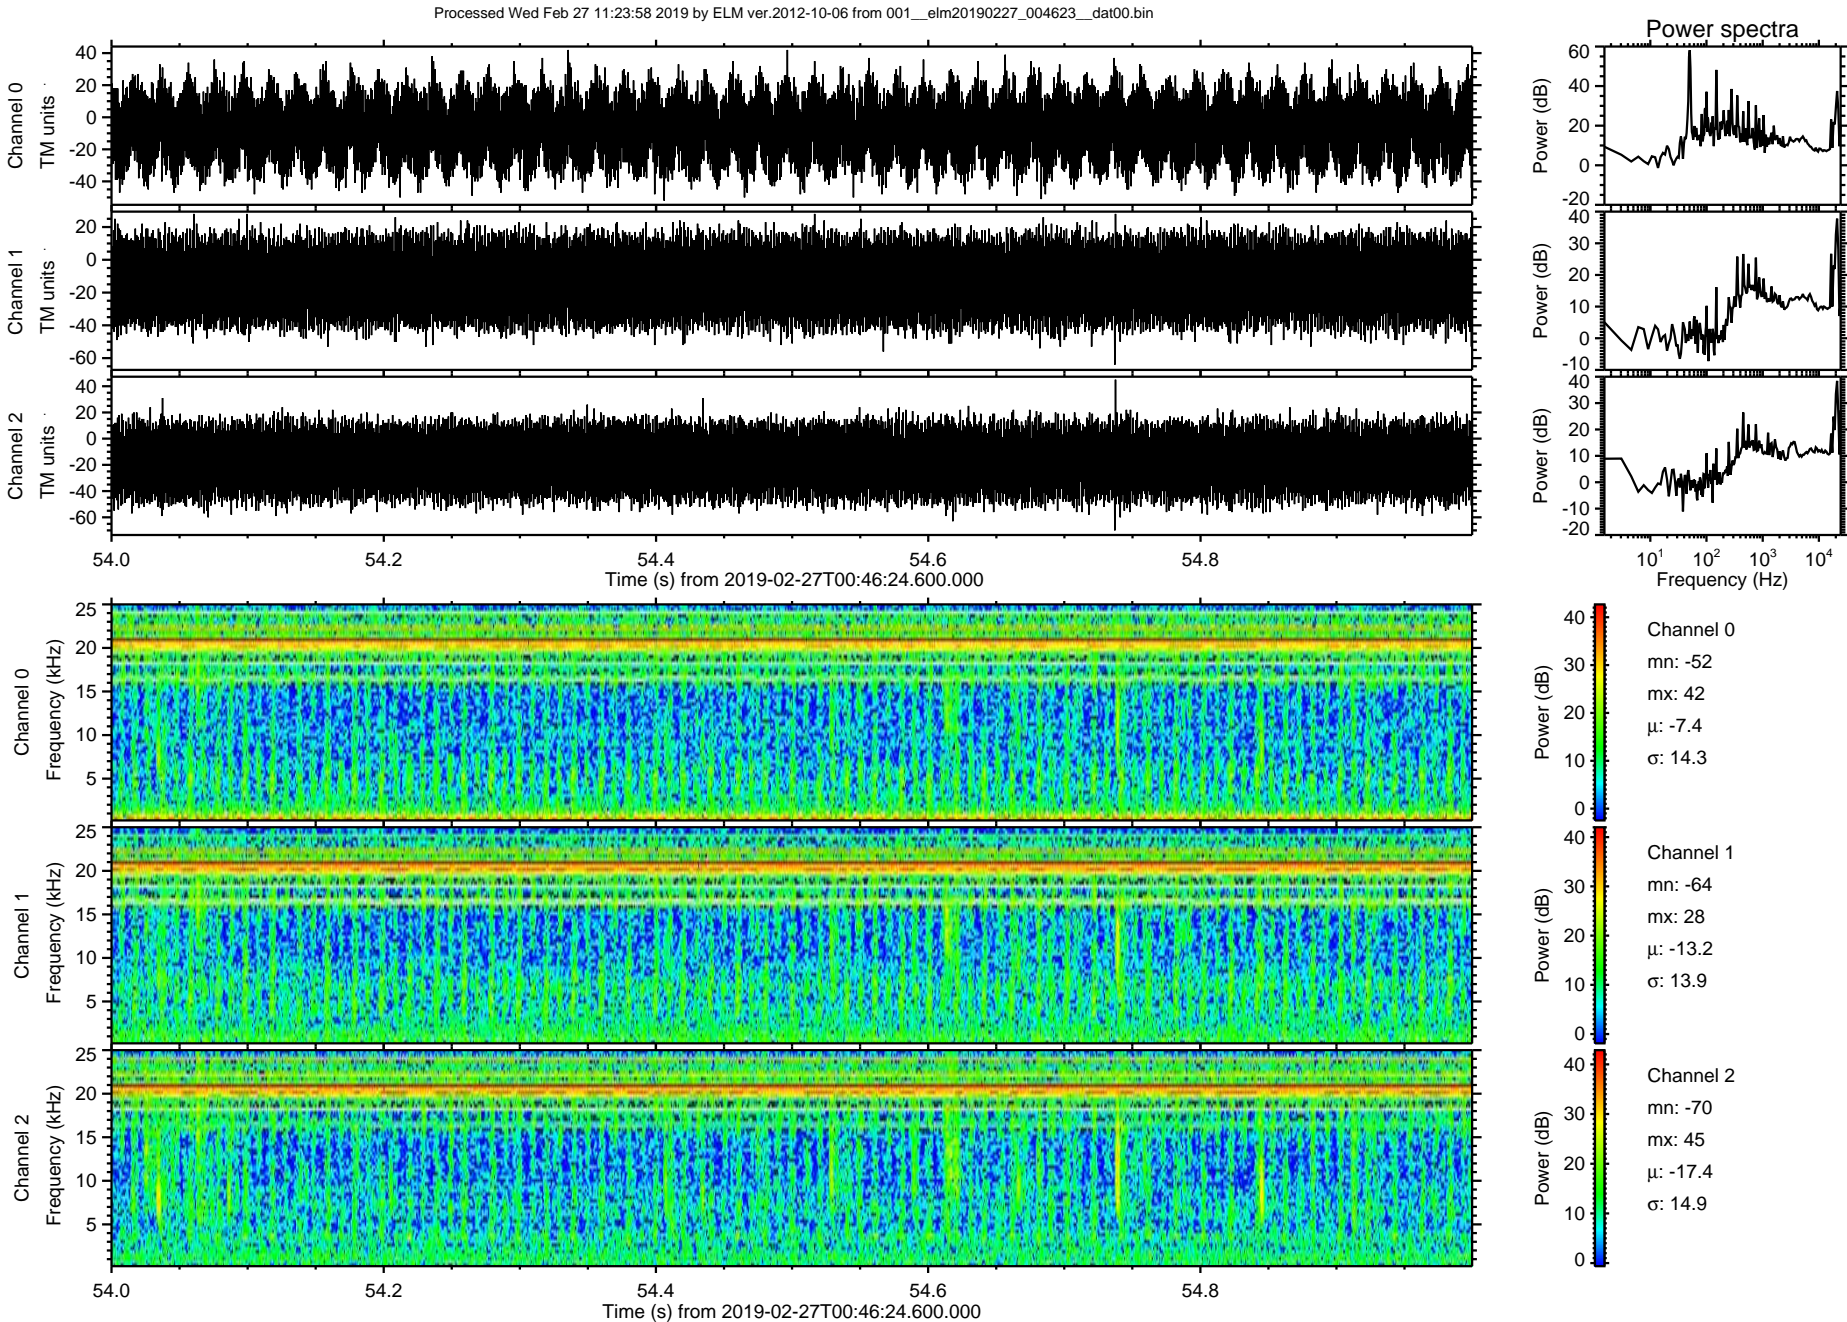 Processed Wed Feb 27 11:23:58 2019 by ELM ver.2012-10-06 from 001__elm20190227_004623__dat00.bin
Power spectra
Channel 0
TM units
40
20
0
-20
-40
Power (dB)
60
40
20
0
-20
Channel 1
TM units
20
0
-20
-40
-60
Power (dB)
40
30
20
10
0
-10
Channel 2
TM units
40
20
0
-20
-40
-60
Power (dB)
40
30
20
10
0
-10
-20
54.0 54.2 54.4 54.6 54.8
Time (s) from 2019-02-27T00:46:24.600.000
10^1 10^2 10^3 10^4
Frequency (Hz)
Channel 0
Frequency (kHz)
25
20
15
10
5
Power (dB)
40
30
20
10
0
Channel 0
mn: -52
mx: 42
μ: -7.4
σ: 14.3
Channel 1
Frequency (kHz)
25
20
15
10
5
Power (dB)
40
30
20
10
0
Channel 1
mn: -64
mx: 28
μ: -13.2
σ: 13.9
Channel 2
Frequency (kHz)
25
20
15
10
5
Power (dB)
40
30
20
10
0
Channel 2
mn: -70
mx: 45
μ: -17.4
σ: 14.9
54.0 54.2 54.4 54.6 54.8
Time (s) from 2019-02-27T00:46:24.600.000